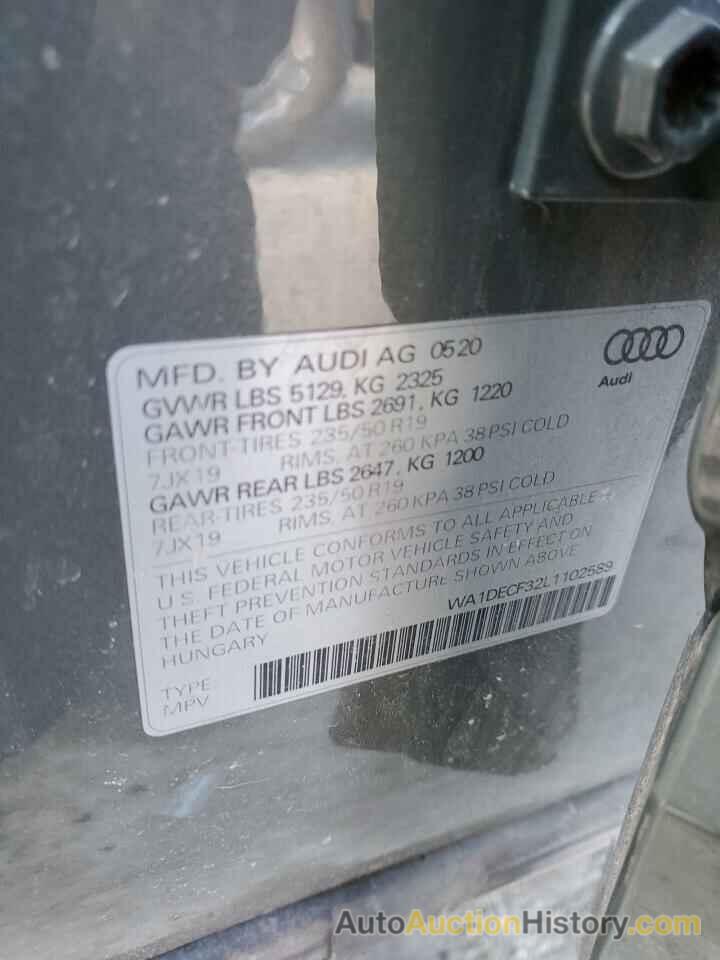 MFD. BY AUDI AG 0520
Audi
GVWR LBS 5129, KG 2325
GAWR FRONT LBS 2691, KG 1220
FRONT-TIRES 235/50 R19
7JX19 RIMS, AT 260 KPA 38 PSI COLD
GAWR REAR LBS 2647, KG 1200
REAR-TIRES 235/50 R19
7JX19 RIMS, AT 260 KPA 38 PSI COLD
THIS VEHICLE CONFORMS TO ALL APPLICABLE
U.S. FEDERAL MOTOR VEHICLE SAFETY AND
THEFT PREVENTION STANDARDS IN EFFECT ON
THE DATE OF MANUFACTURE SHOWN ABOVE
HUNGARY WA1DECF32L1102589
TYPE:
MPV
AutoAuctionHistory.com